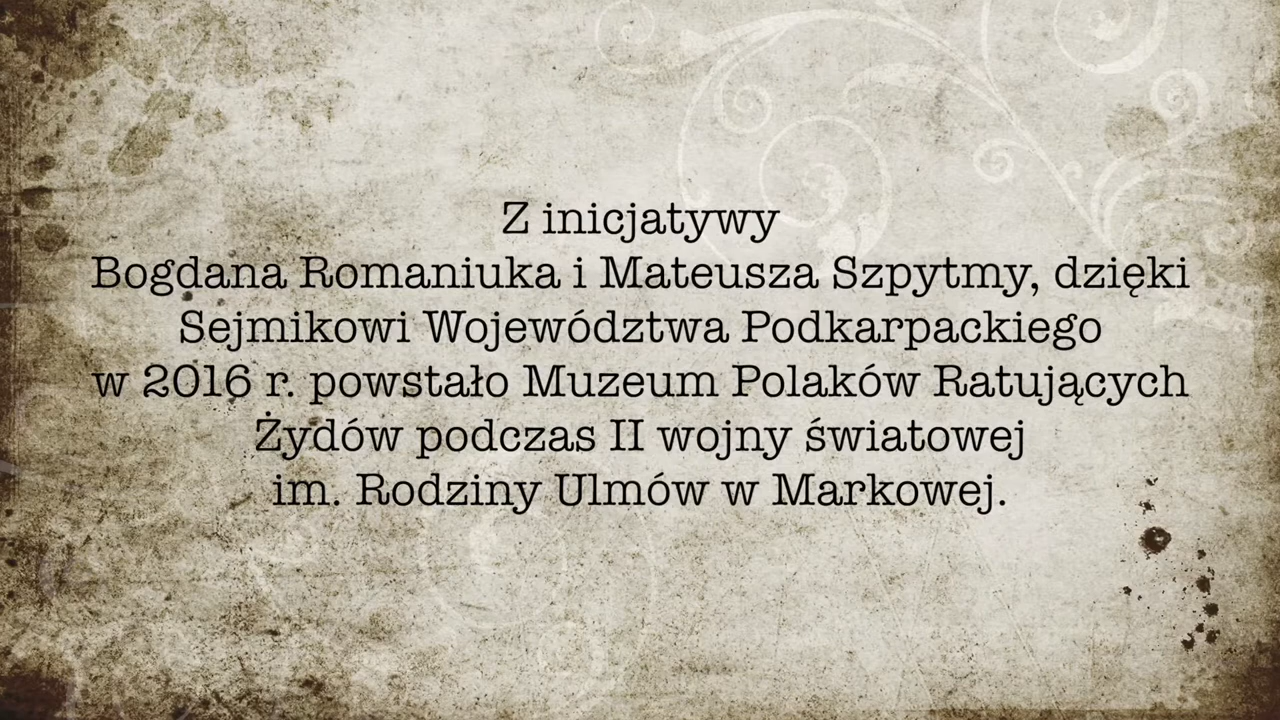 Z inicjatywy
Bogdana Romaniuka i Mateusza Szpytmy, dzięki
Sejmikowi Województwa Podkarpackiego
w 2016 r. powstało Muzeum Polaków Ratujących
Żydów podczas II wojny światowej
im. Rodziny Ulmów w Markowej.